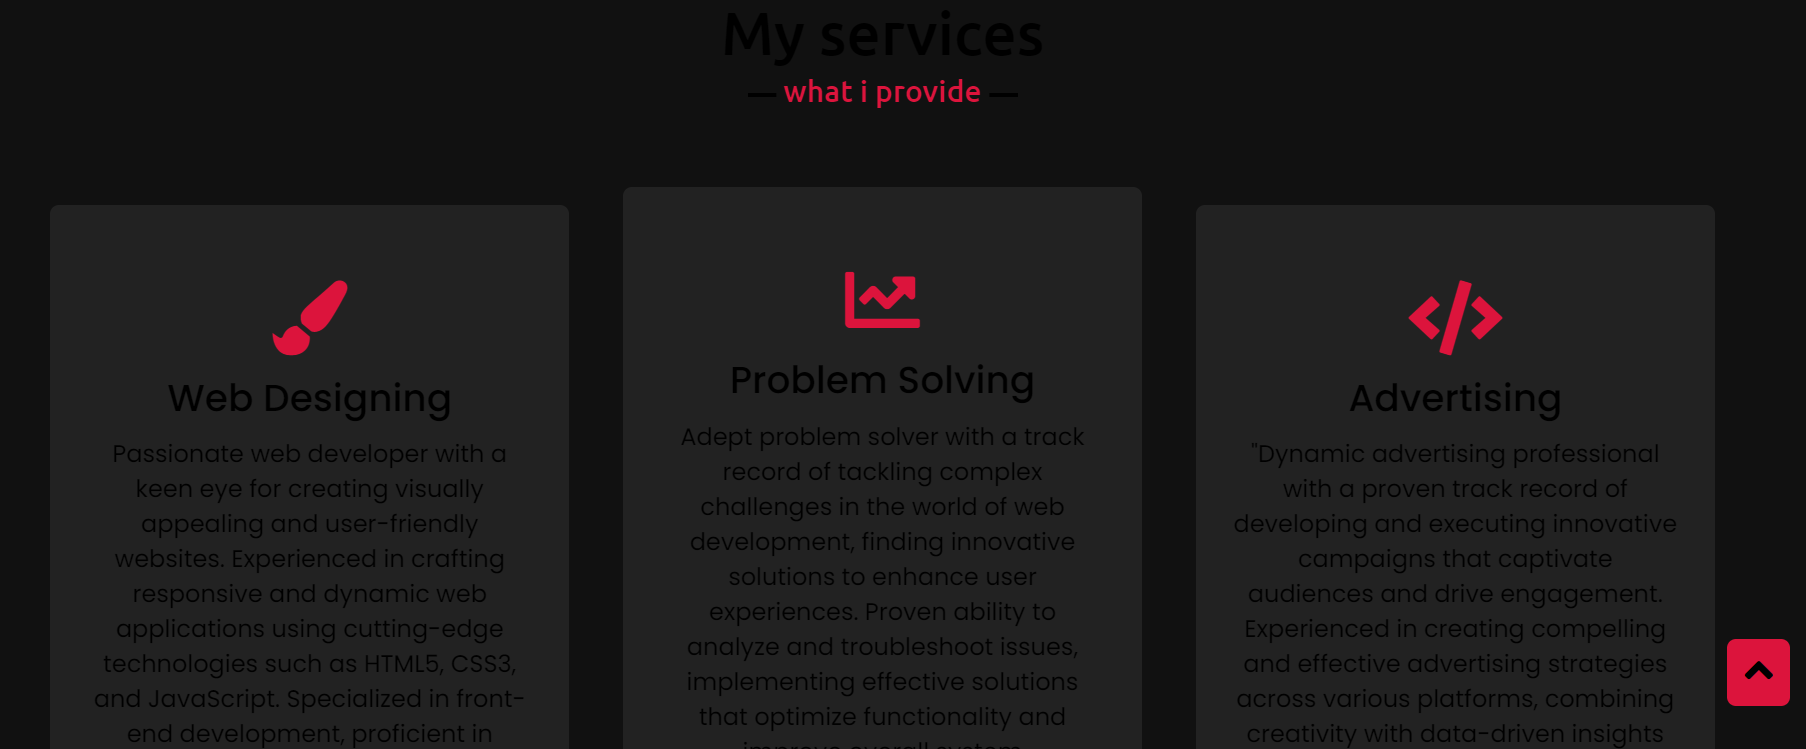 My services
what i provide
Web Designing
Passionate web developer with a
keen eye for creating visually
appealing and user-friendly
websites. Experienced in crafting
responsive and dynamic web
applications using cutting-edge
technologies such as HTML5, CSS3,
and JavaScript. Specialized in front-
end development, proficient in
Problem Solving
Adept problem solver with a track
record of tackling complex
challenges in the world of web
development, finding innovative
solutions to enhance user
experiences. Proven ability to
analyze and troubleshoot issues,
implementing effective solutions
that optimize functionality and
improve overall system
Advertising
"Dynamic advertising professional
with a proven track record of
developing and executing innovative
campaigns that captivate
audiences and drive engagement.
Experienced in creating compelling
and effective advertising strategies
across various platforms, combining
creativity with data-driven insights